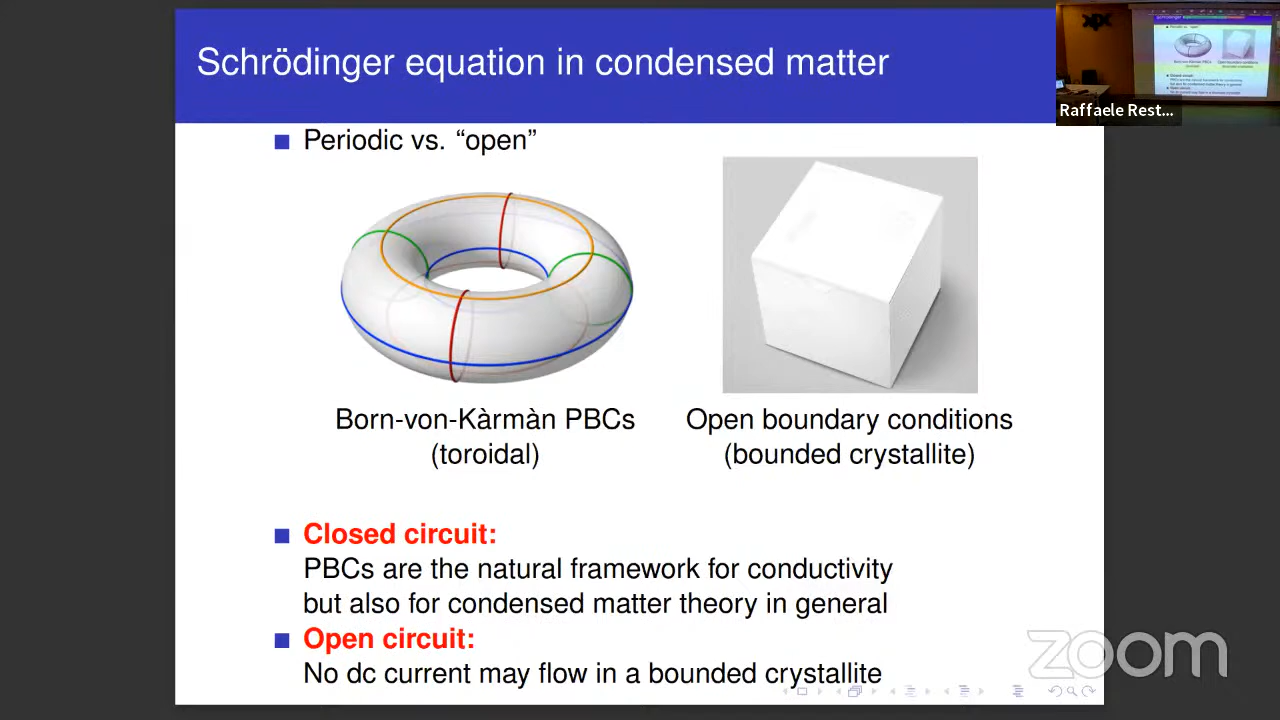 Schrödinger equation in condensed matter
Periodic vs. “open”
Born-von-Kàrmàn PBCs
(toroidal)
Open boundary conditions
(bounded crystallite)
Closed circuit:
PBCs are the natural framework for conductivity
but also for condensed matter theory in general
Open circuit:
No dc current may flow in a bounded crystallite
Raffaele Rest...
zoom